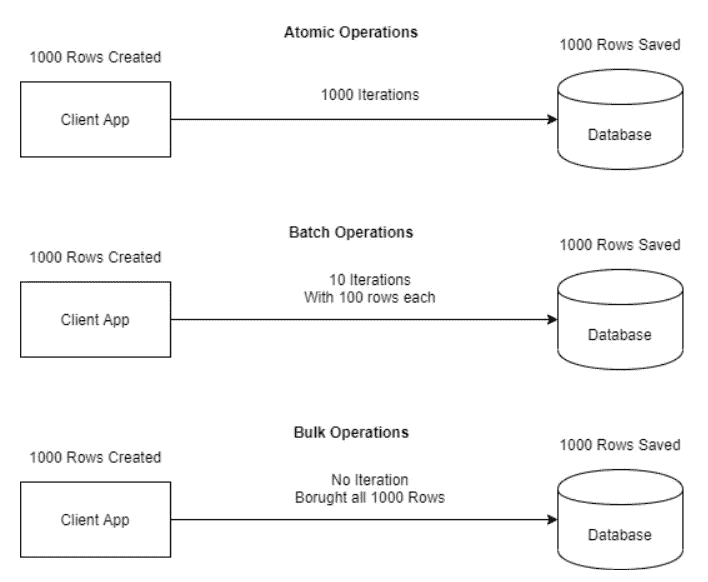 Atomic Operations
1000 Rows Created
1000 Rows Saved
1000 Iterations
Client App
Database
Batch Operations
1000 Rows Created
1000 Rows Saved
10 Iterations
With 100 rows each
Client App
Database
Bulk Operations
1000 Rows Created
1000 Rows Saved
No Iteration
Borught all 1000 Rows
Client App
Database